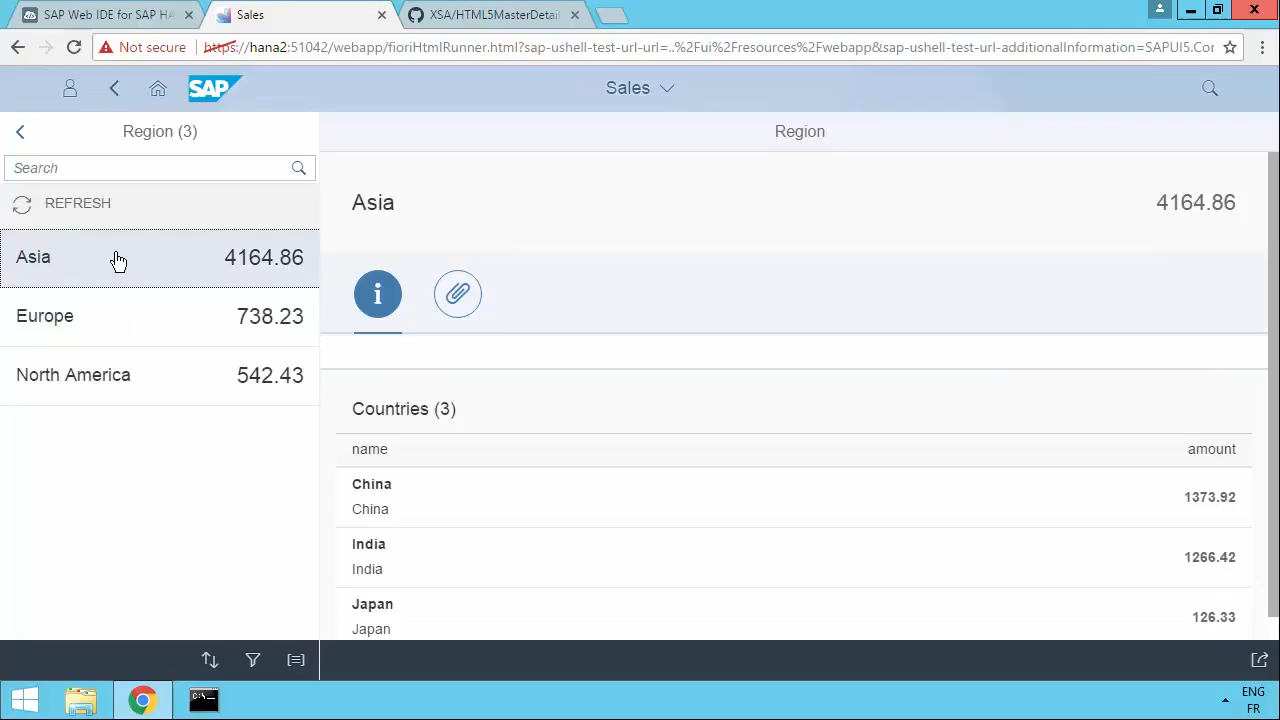 SAP Web IDE for SAP HA
Sales
XSA/HTML5MasterDetai
Not secure
https://hana2:51042/webapp/fioriHtmlRunner.html?sap-ushell-test-url-url=..%2Fui%2Fresources%2Fwebapp&sap-ushell-test-url-additionalInformation=SAPUI5.Cor
SAP
Sales
Region (3)
Region
Search
REFRESH
Asia 4164.86
Europe 738.23
North America 542.43
Asia 4164.86
Countries (3)
name amount
China
China
1373.92
India
India
1266.42
Japan
Japan
126.33
ENG
FR